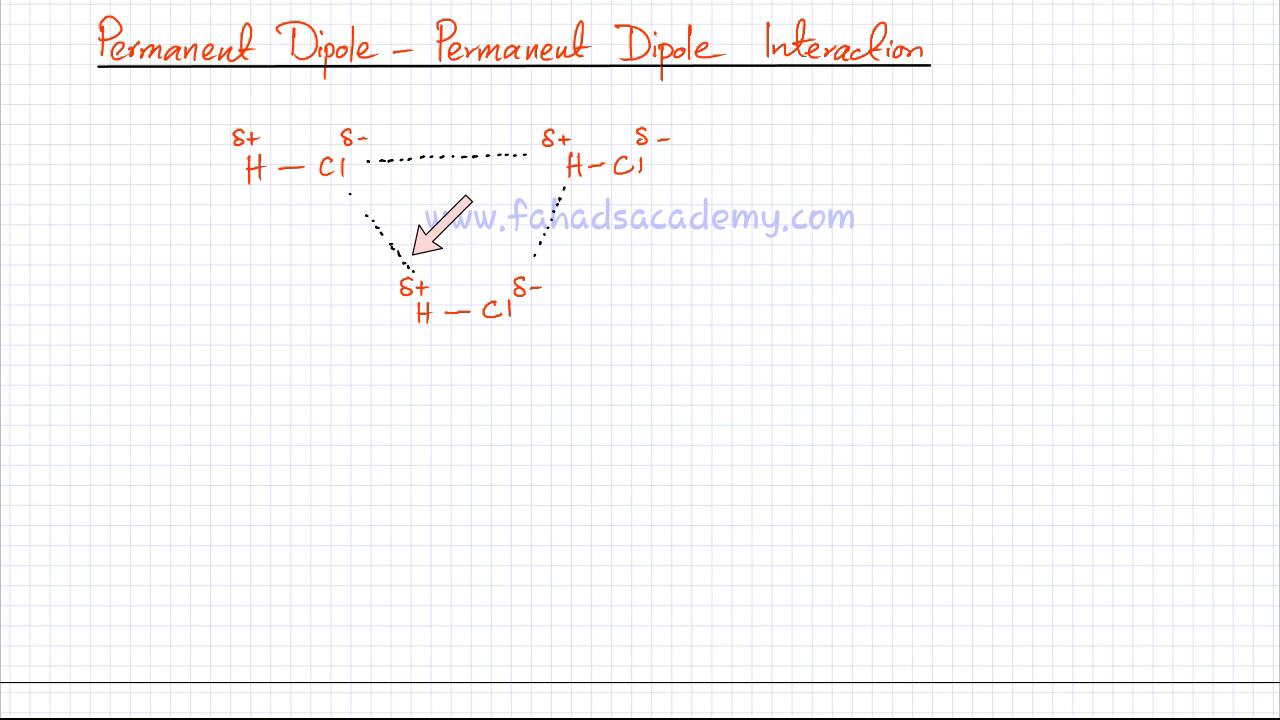 Permanent Dipole - Permanent Dipole Interaction
δ+ δ- δ+ δ-
H - Cl H - Cl
www.fahadsacademy.com
δ+ δ-
H - Cl